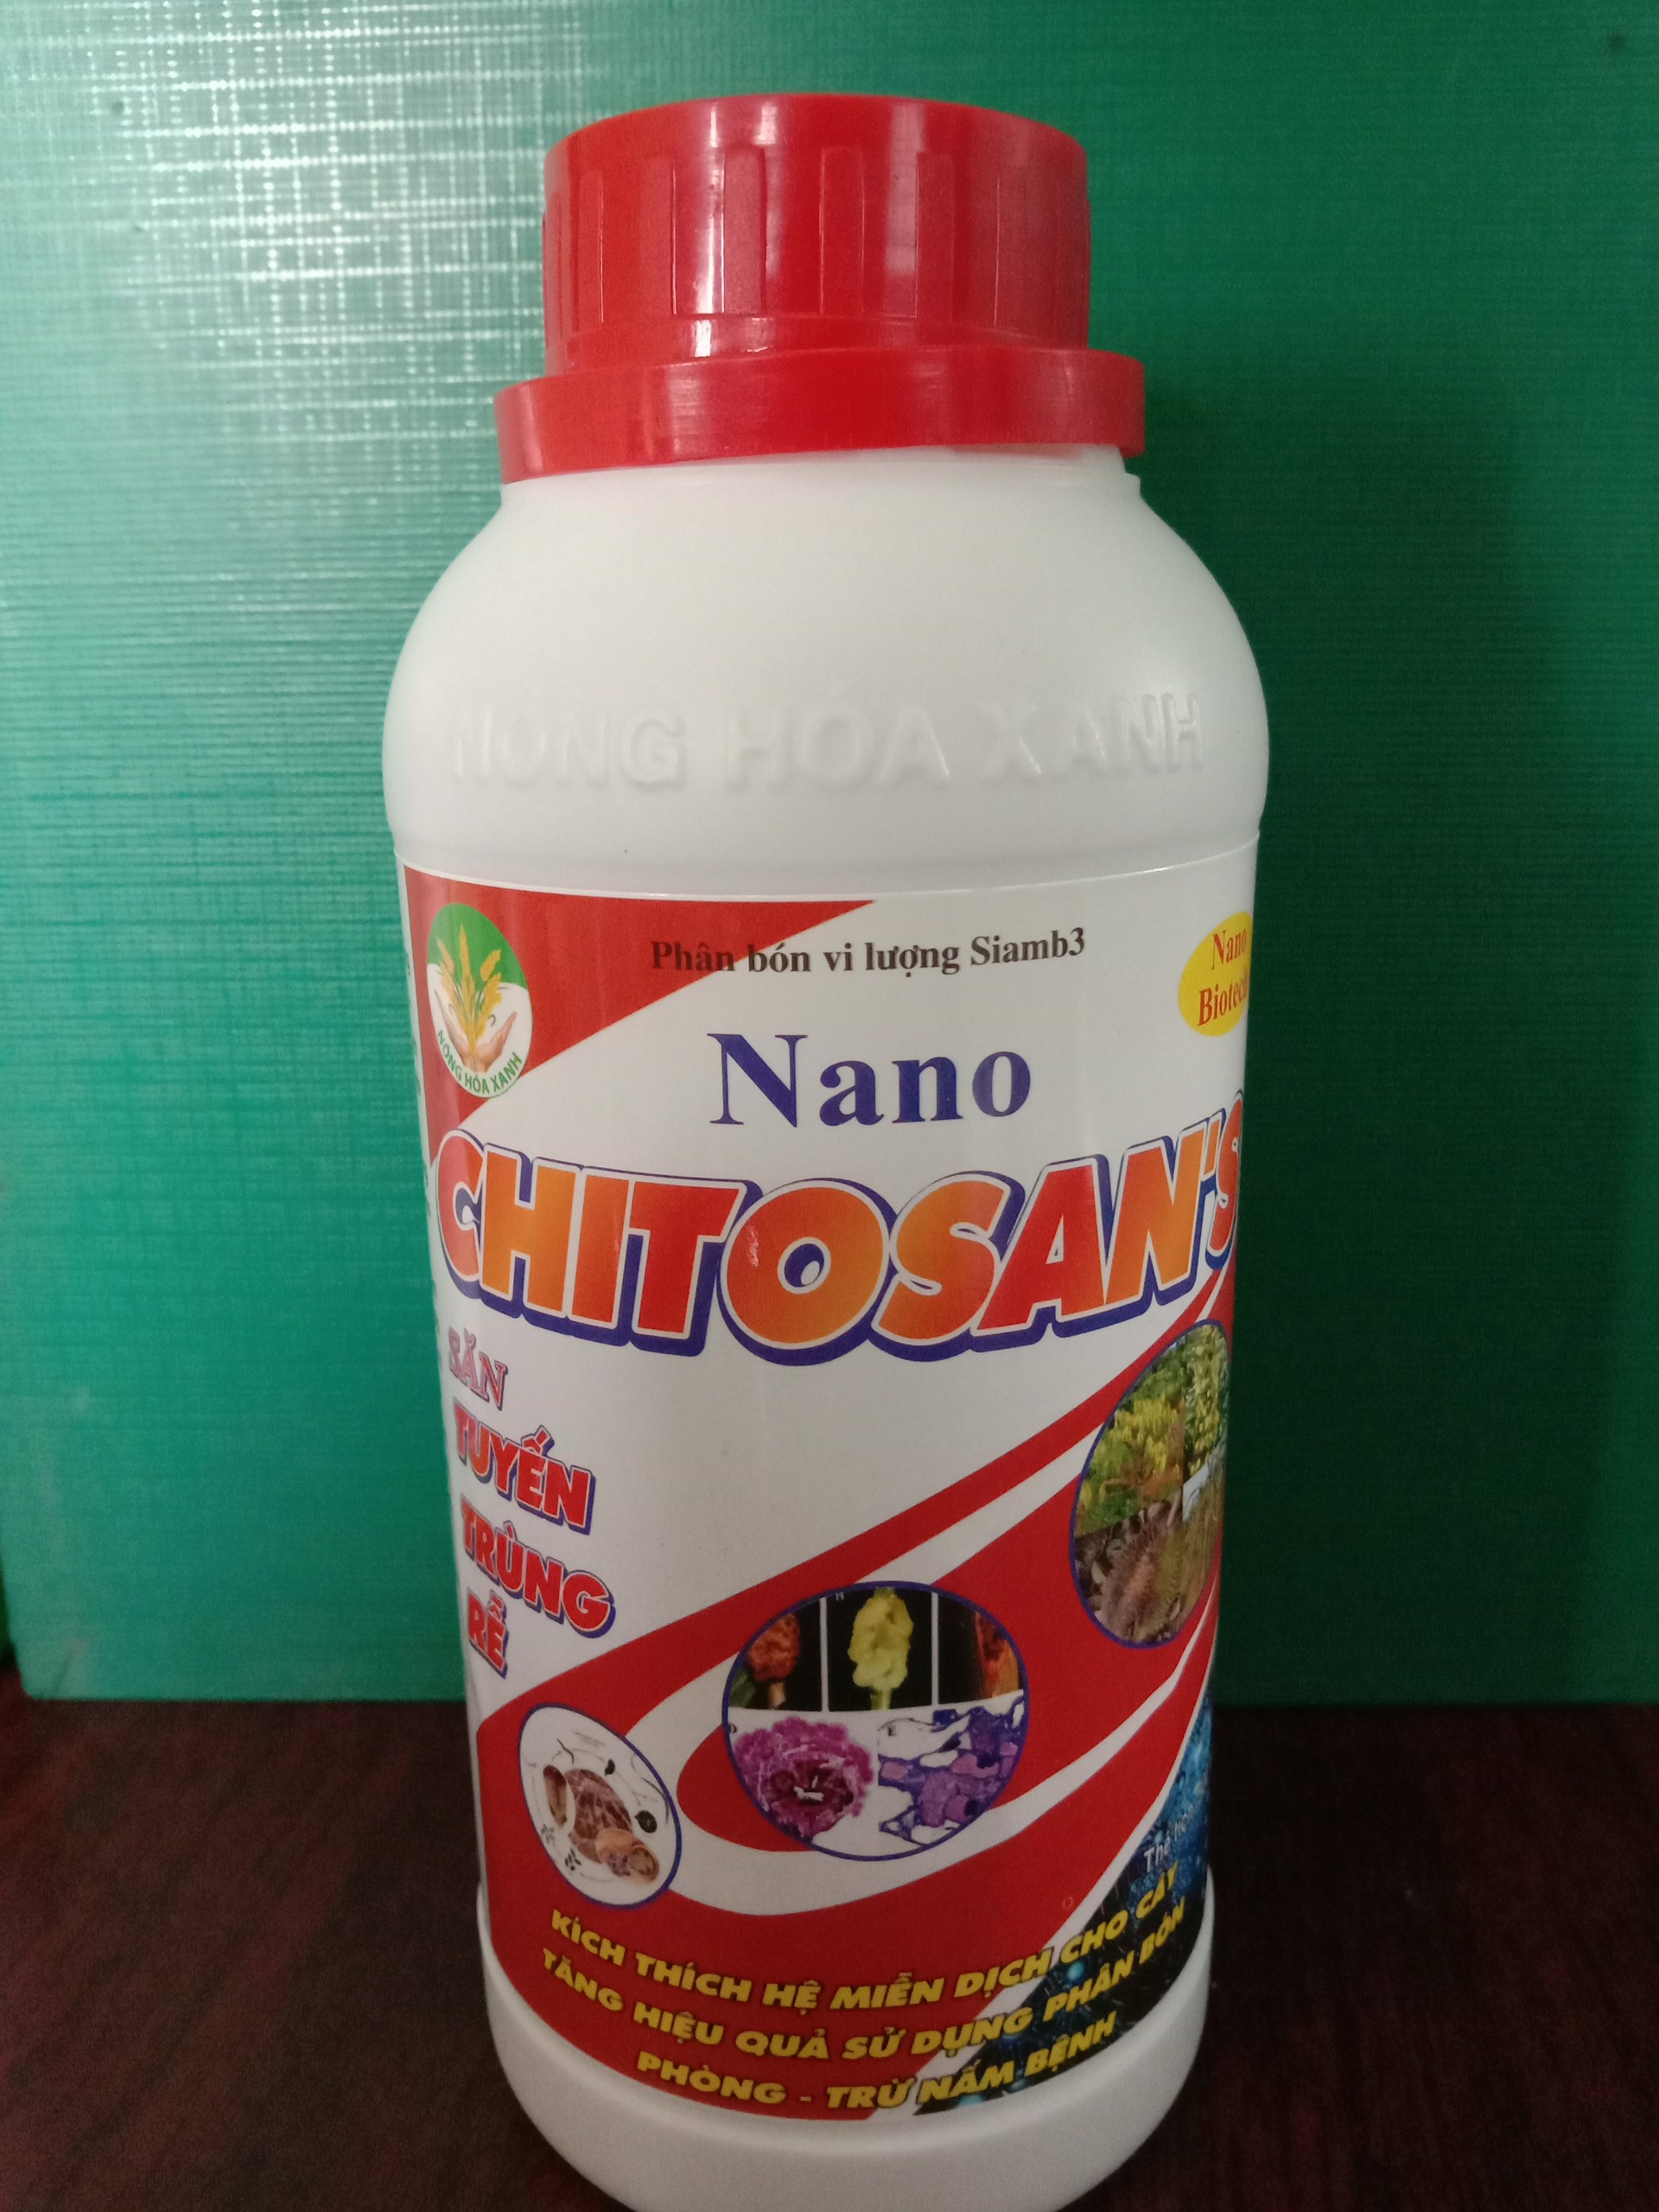 NÔNG HÓA XANH
Phân bón vi lượng Siamb3
Nano
Biotech
NÔNG HÓA XANH
Nano
CHITOSAN'S
SĂN
TUYẾN
TRÙNG
RỄ
KÍCH THÍCH HỆ MIỄN DỊCH CHO CÂY
TĂNG HIỆU QUẢ SỬ DỤNG PHÂN BÓN
PHÒNG - TRỪ NẤM BỆNH